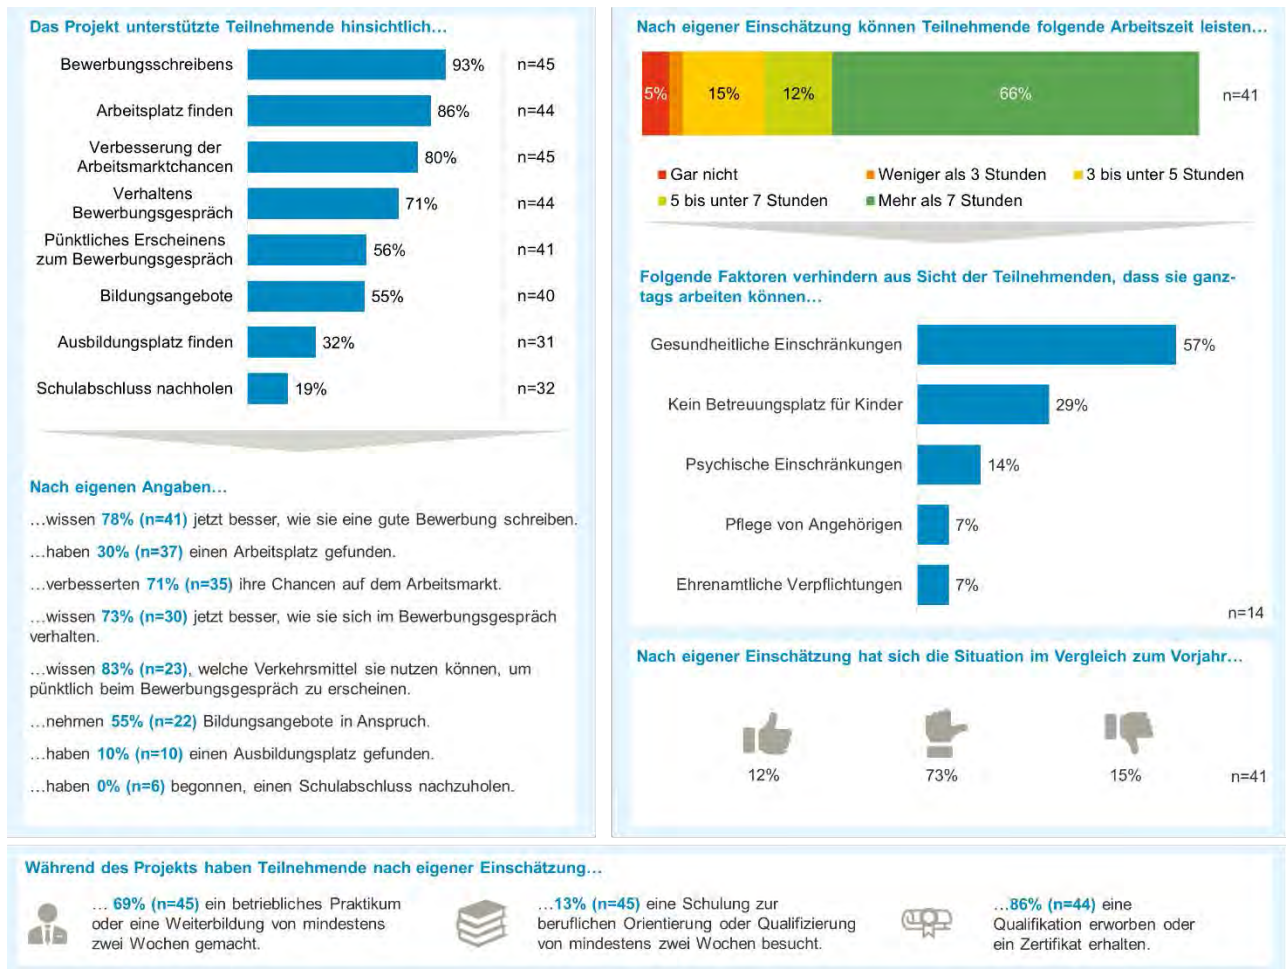 Das Projekt unterstützte Teilnehmende hinsichtlich…
Bewerbungsschreibens 93% n=45
Arbeitsplatz finden 86% n=44
Verbesserung der
Arbeitsmarktchancen 80% n=45
Verhaltens
Bewerbungsgespräch 71% n=44
Pünktliches Erscheinens
zum Bewerbungsgespräch 56% n=41
Bildungsangebote 55% n=40
Ausbildungsplatz finden 32% n=31
Schulabschluss nachholen 19% n=32
Nach eigenen Angaben…
…wissen 78% (n=41) jetzt besser, wie sie eine gute Bewerbung schreiben.
…haben 30% (n=37) einen Arbeitsplatz gefunden.
…verbesserten 71% (n=35) ihre Chancen auf dem Arbeitsmarkt.
…wissen 73% (n=30) jetzt besser, wie sie sich im Bewerbungsgespräch
verhalten.
…wissen 83% (n=23), welche Verkehrsmittel sie nutzen können, um
pünktlich beim Bewerbungsgespräch zu erscheinen.
…nehmen 55% (n=22) Bildungsangebote in Anspruch.
…haben 10% (n=10) einen Ausbildungsplatz gefunden.
…haben 0% (n=6) begonnen, einen Schulabschluss nachzuholen.
Nach eigener Einschätzung können Teilnehmende folgende Arbeitszeit leisten…
5% 15% 12% 66% n=41
Gar nicht Weniger als 3 Stunden 3 bis unter 5 Stunden
5 bis unter 7 Stunden Mehr als 7 Stunden
Folgende Faktoren verhindern aus Sicht der Teilnehmenden, dass sie ganz-
tags arbeiten können…
Gesundheitliche Einschränkungen 57%
Kein Betreuungsplatz für Kinder 29%
Psychische Einschränkungen 14%
Pflege von Angehörigen 7%
Ehrenamtliche Verpflichtungen 7%
n=14
Nach eigener Einschätzung hat sich die Situation im Vergleich zum Vorjahr…
12% 73% 15% n=41
Während des Projekts haben Teilnehmende nach eigener Einschätzung…
… 69% (n=45) ein betriebliches Praktikum
oder eine Weiterbildung von mindestens
zwei Wochen gemacht.
…13% (n=45) eine Schulung zur
beruflichen Orientierung oder Qualifizierung
von mindestens zwei Wochen besucht.
…86% (n=44) eine
Qualifikation erworben oder
ein Zertifikat erhalten.